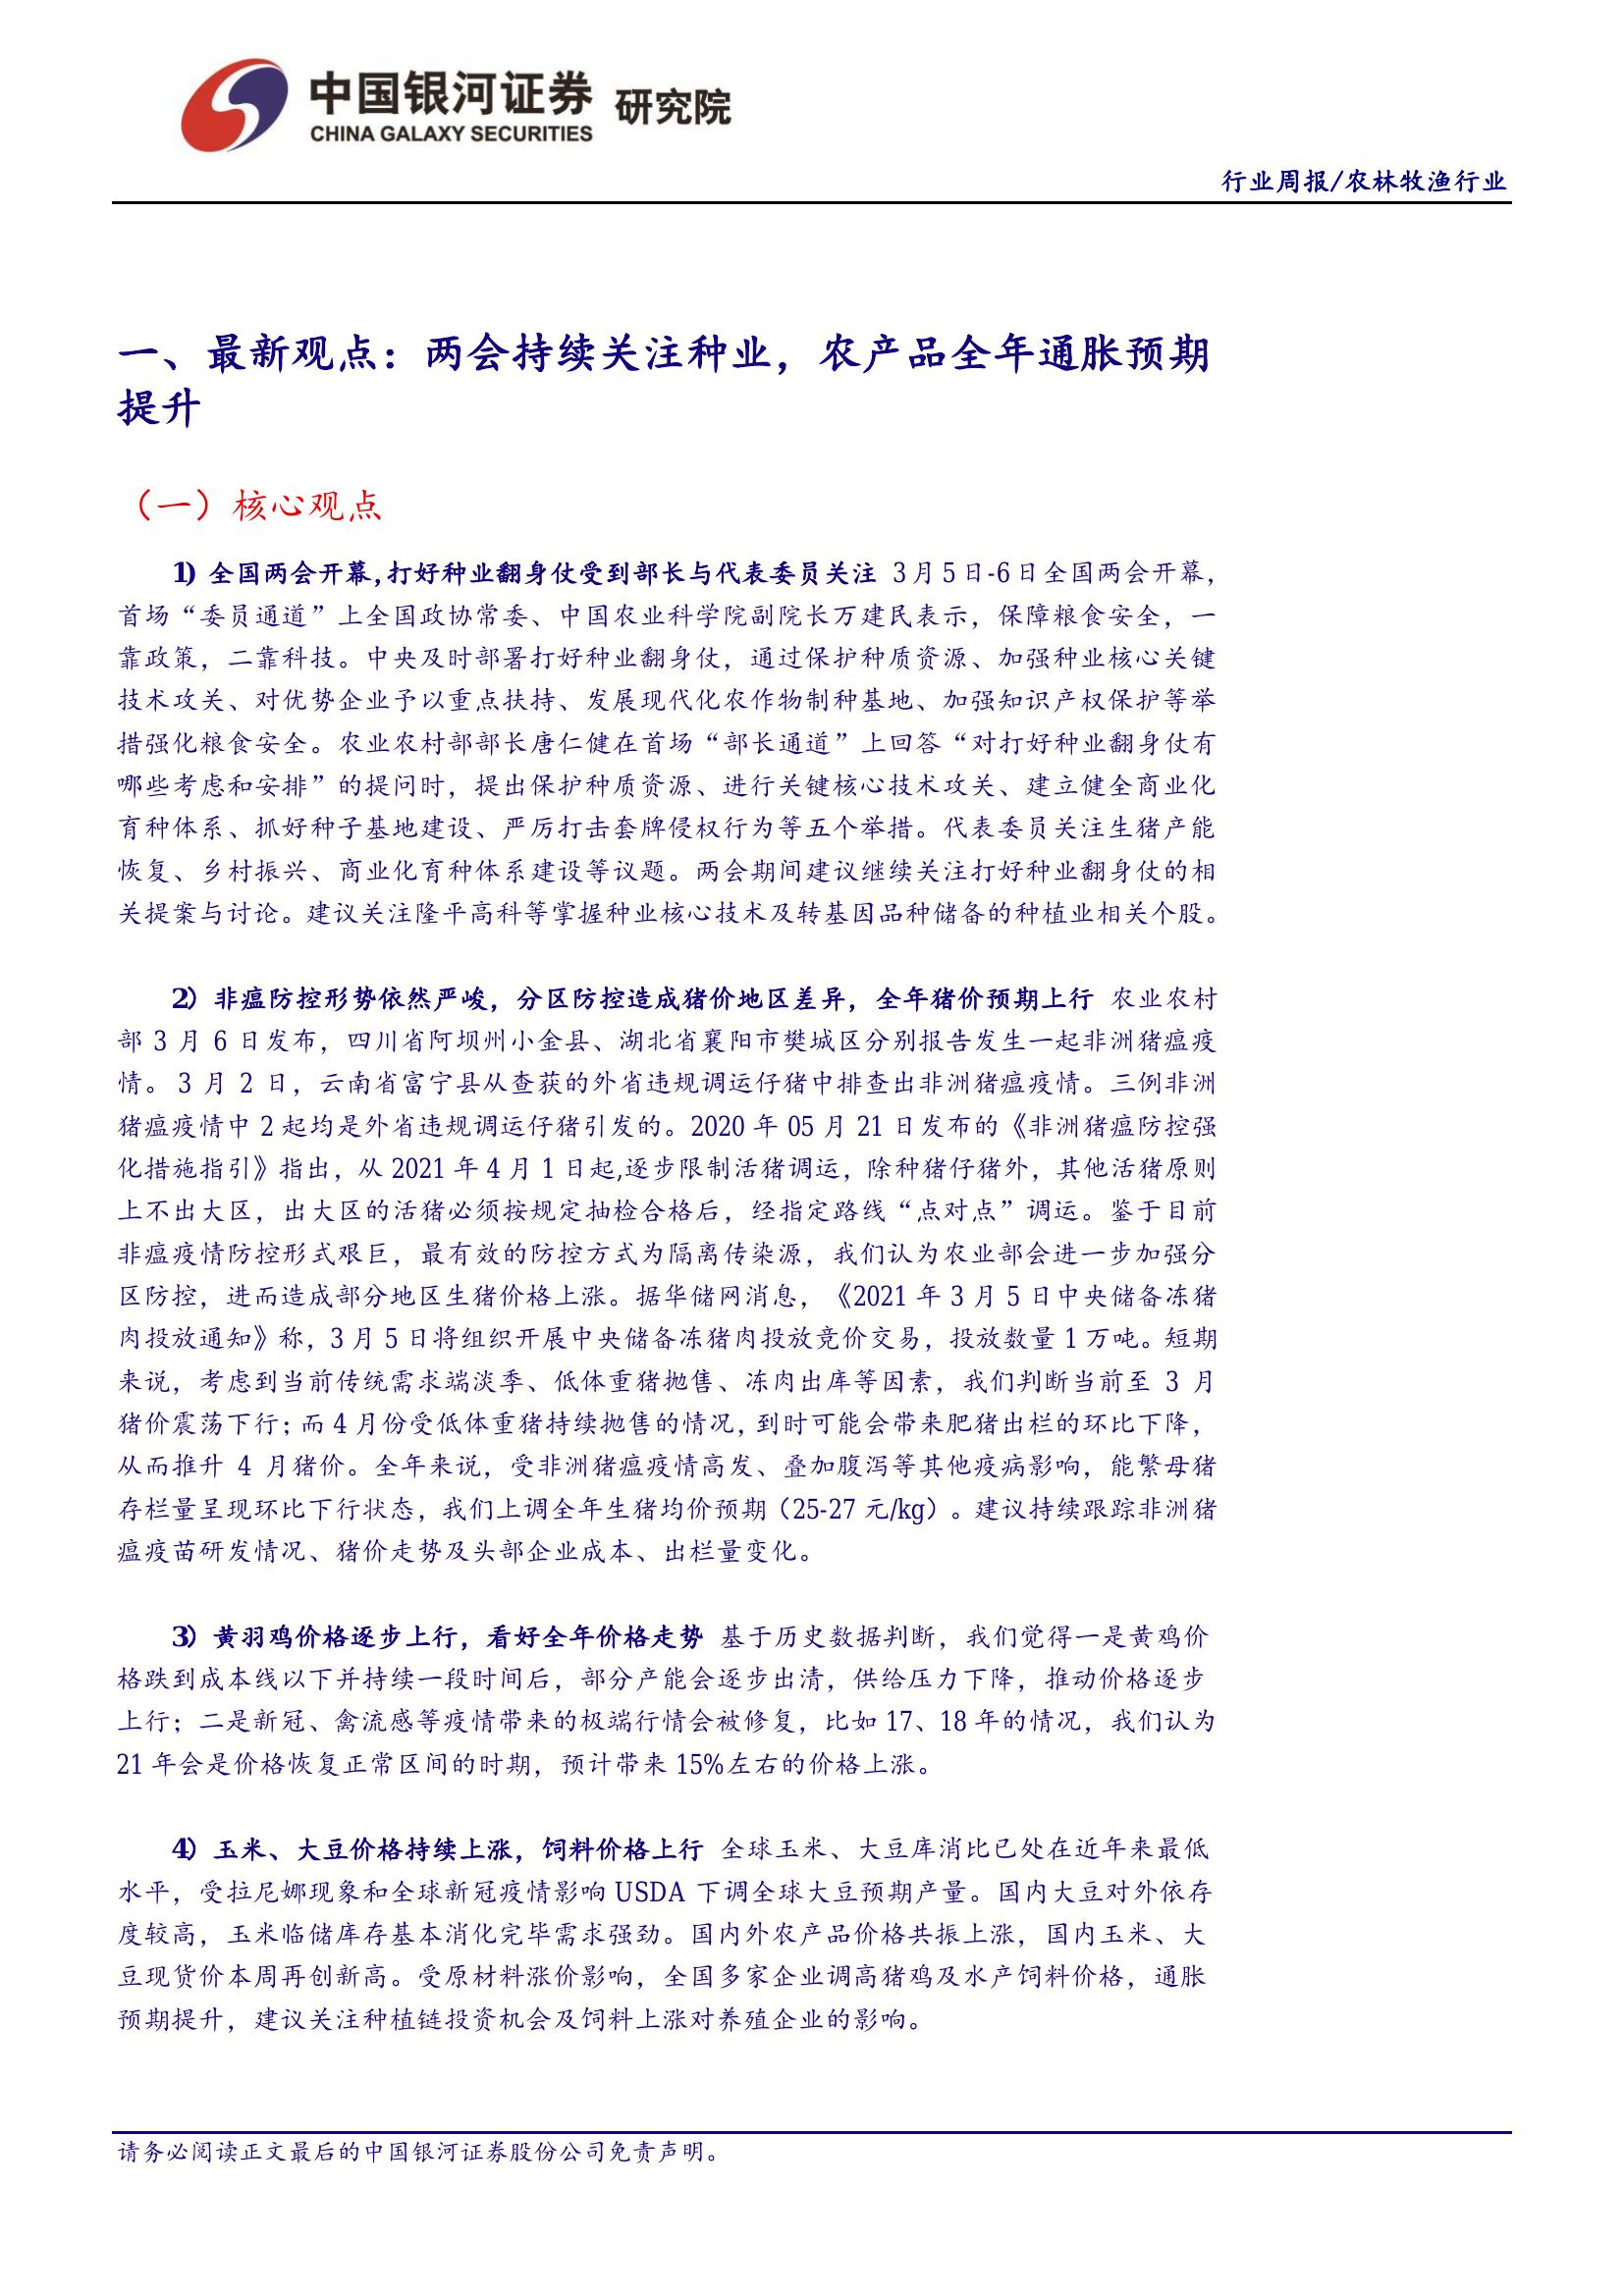 中国银河证券 研究院
CHINA GALAXY SECURITIES
行业周报/农林牧渔行业
一、最新观点：两会持续关注种业，农产品全年通胀预期
提升
（一）核心观点
1）全国两会开幕,打好种业翻身仗受到部长与代表委员关注 3月5日-6日全国两会开幕，
首场“委员通道”上全国政协常委、中国农业科学院副院长万建民表示，保障粮食安全，一
靠政策，二靠科技。中央及时部署打好种业翻身仗，通过保护种质资源、加强种业核心关键
技术攻关、对优势企业予以重点扶持、发展现代化农作物制种基地、加强知识产权保护等举
措强化粮食安全。农业农村部部长唐仁健在首场“部长通道”上回答“对打好种业翻身仗有
哪些考虑和安排”的提问时，提出保护种质资源、进行关键核心技术攻关、建立健全商业化
育种体系、抓好种子基地建设、严厉打击套牌侵权行为等五个举措。代表委员关注生猪产能
恢复、乡村振兴、商业化育种体系建设等议题。两会期间建议继续关注打好种业翻身仗的相
关提案与讨论。建议关注隆平高科等掌握种业核心技术及转基因品种储备的种植业相关个股。
2）非瘟防控形势依然严峻，分区防控造成猪价地区差异，全年猪价预期上行 农业农村
部 3 月 6 日发布，四川省阿坝州小金县、湖北省襄阳市樊城区分别报告发生一起非洲猪瘟疫
情。 3 月 2 日，云南省富宁县从查获的外省违规调运仔猪中排查出非洲猪瘟疫情。三例非洲
猪瘟疫情中 2 起均是外省违规调运仔猪引发的。2020 年 05 月 21 日发布的《非洲猪瘟防控强
化措施指引》指出，从 2021 年 4 月 1 日起,逐步限制活猪调运，除种猪仔猪外，其他活猪原则
上不出大区，出大区的活猪必须按规定抽检合格后，经指定路线“点对点”调运。鉴于目前
非瘟疫情防控形式艰巨，最有效的防控方式为隔离传染源，我们认为农业部会进一步加强分
区防控，进而造成部分地区生猪价格上涨。据华储网消息，《2021 年 3 月 5 日中央储备冻猪
肉投放通知》称，3 月 5 日将组织开展中央储备冻猪肉投放竞价交易，投放数量 1 万吨。短期
来说，考虑到当前传统需求端淡季、低体重猪抛售、冻肉出库等因素，我们判断当前至 3 月
猪价震荡下行；而 4 月份受低体重猪持续抛售的情况，到时可能会带来肥猪出栏的环比下降，
从而推升 4 月猪价。全年来说，受非洲猪瘟疫情高发、叠加腹泻等其他疫病影响，能繁母猪
存栏量呈现环比下行状态，我们上调全年生猪均价预期（25-27 元/kg）。建议持续跟踪非洲猪
瘟疫苗研发情况、猪价走势及头部企业成本、出栏量变化。
3）黄羽鸡价格逐步上行，看好全年价格走势 基于历史数据判断，我们觉得一是黄鸡价
格跌到成本线以下并持续一段时间后，部分产能会逐步出清，供给压力下降，推动价格逐步
上行；二是新冠、禽流感等疫情带来的极端行情会被修复，比如 17、18 年的情况，我们认为
21 年会是价格恢复正常区间的时期，预计带来 15%左右的价格上涨。
4）玉米、大豆价格持续上涨，饲料价格上行 全球玉米、大豆库消比已处在近年来最低
水平，受拉尼娜现象和全球新冠疫情影响 USDA 下调全球大豆预期产量。国内大豆对外依存
度较高，玉米临储库存基本消化完毕需求强劲。国内外农产品价格共振上涨，国内玉米、大
豆现货价本周再创新高。受原材料涨价影响，全国多家企业调高猪鸡及水产饲料价格，通胀
预期提升，建议关注种植链投资机会及饲料上涨对养殖企业的影响。
请务必阅读正文最后的中国银河证券股份公司免责声明。